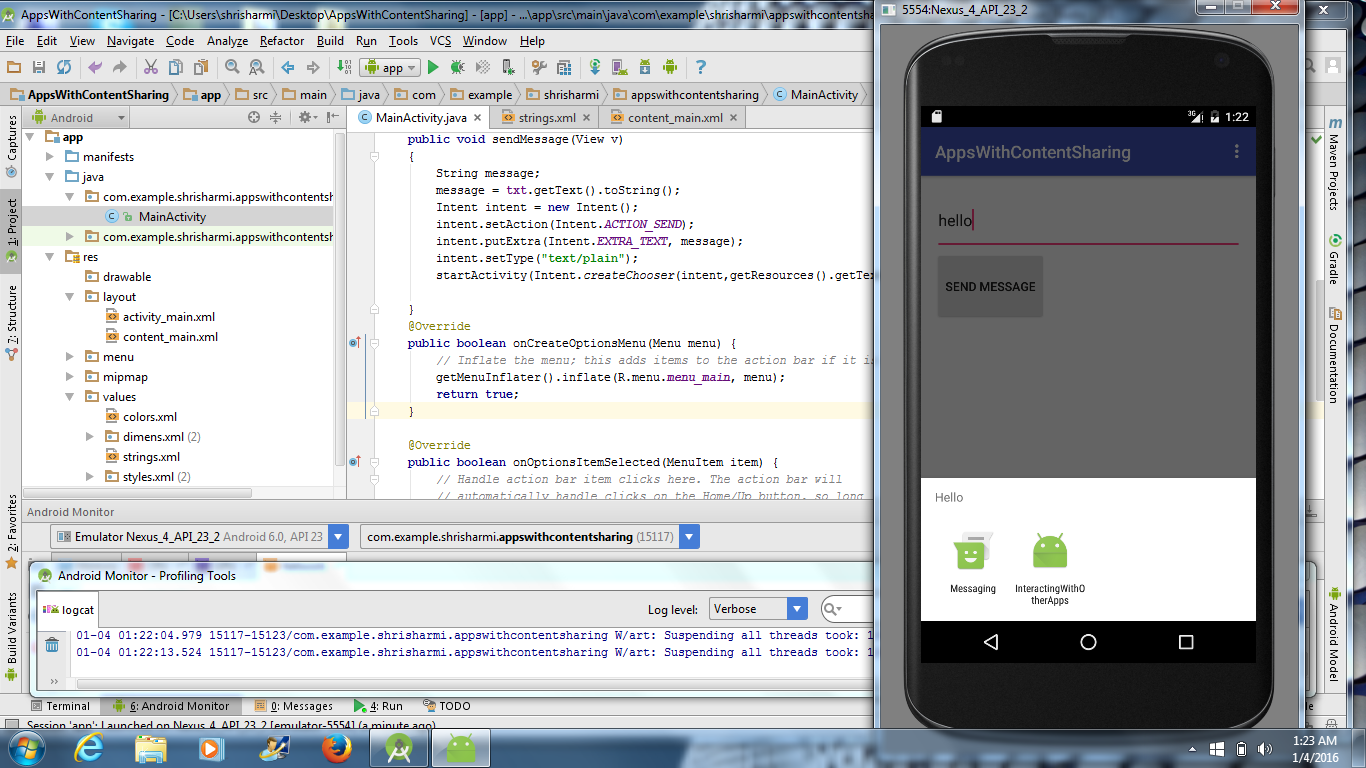 AppsWithContentSharing - [C:\Users\shrisharmi\Desktop\AppsWithContentSharing] - [app] - ...\app\src\main\java\com\example\shrisharmi\appswithcontentsh
File Edit View Navigate Code Analyze Refactor Build Run Tools VCS Window Help
app
AppsWithContentSharing app src main java com example shrisharmi appswithcontentsharing MainActivity
Android
MainActivity.java strings.xml content_main.xml
Captures
1: Project
7: Structure
2: Favorites
Build Variants
app
manifests
java
com.example.shrisharmi.appswithcontentsh
MainActivity
com.example.shrisharmi.appswithcontentsh
res
drawable
layout
activity_main.xml
content_main.xml
menu
mipmap
values
colors.xml
dimens.xml (2)
strings.xml
styles.xml (2)
public void sendMessage(View v)
{
String message;
message = txt.getText().toString();
Intent intent = new Intent();
intent.setAction(Intent.ACTION_SEND);
intent.putExtra(Intent.EXTRA_TEXT, message);
intent.setType("text/plain");
startActivity(Intent.createChooser(intent,getResources().getTe
}
@Override
public boolean onCreateOptionsMenu(Menu menu) {
// Inflate the menu; this adds items to the action bar if it is
getMenuInflater().inflate(R.menu.menu_main, menu);
return true;
}
@Override
public boolean onOptionsItemSelected(MenuItem item) {
// Handle action bar item clicks here. The action bar will
// automatically handle clicks on the Home/Up button, so long
Android Monitor
Emulator Nexus_4_API_23_2 Android 6.0, API 23
com.example.shrisharmi.appswithcontentsharing (15117)
Android Monitor - Profiling Tools
logcat
Log level: Verbose
01-04 01:22:04.979 15117-15123/com.example.shrisharmi.appswithcontentsharing W/art: Suspending all threads took: 1
01-04 01:22:13.524 15117-15123/com.example.shrisharmi.appswithcontentsharing W/art: Suspending all threads took: 1
Terminal 6: Android Monitor 0: Messages 4: Run TODO
Session 'app': Launched on Nexus_4_API_23_2 [emulator-5554] (a minute ago)
5554:Nexus_4_API_23_2
3G 1:22
AppsWithContentSharing
hello
SEND MESSAGE
Hello
Messaging
InteractingWithO
therApps
Maven Projects
Gradle
Documentation
Android Model
1:23 AM
1/4/2016